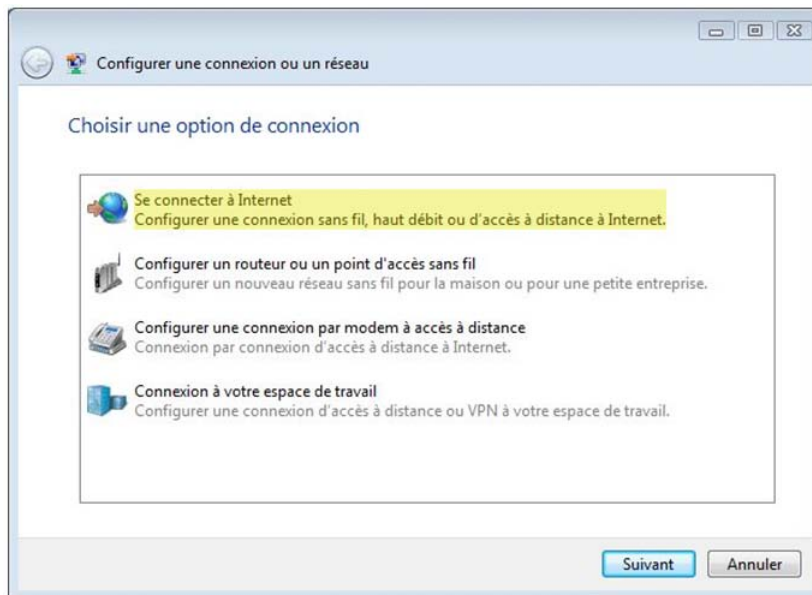 Configurer une connexion ou un réseau
Choisir une option de connexion
Se connecter à Internet
Configurer une connexion sans fil, haut débit ou d'accès à distance à Internet.
Configurer un routeur ou un point d'accès sans fil
Configurer un nouveau réseau sans fil pour la maison ou pour une petite entreprise.
Configurer une connexion par modem à accès à distance
Connexion par connexion d'accès à distance à Internet.
Connexion à votre espace de travail
Configurer une connexion d'accès à distance ou VPN à votre espace de travail.
Suivant Annuler